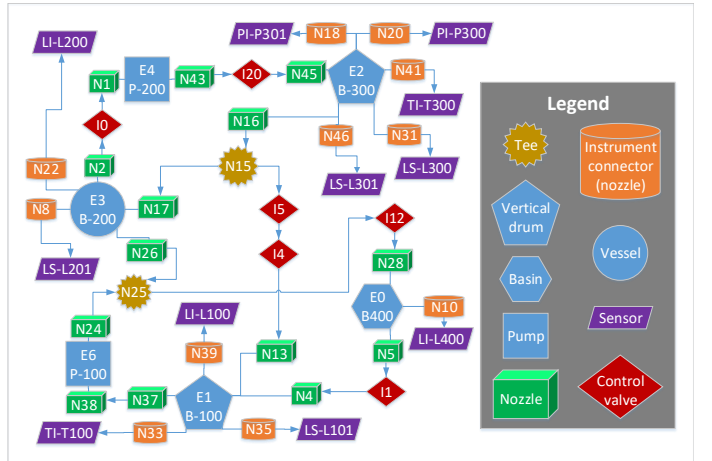 PI-P301
N18
N20
PI-P300
LI-L200
E4
P-200
N1
N43
I20
N45
E2
B-300
N41
TI-T300
I0
N16
N46
N31
LS-L300
N2
N22
N15
LS-L301
E3
B-200
N8
N17
I5
I12
N26
I4
N28
LS-L201
N25
E0
B400
N10
LI-L100
LI-L400
N24
N39
N13
N5
E6
P-100
N38
N37
E1
B-100
N4
I1
TI-T100
N33
N35
LS-L101
Legend
Tee
Instrument
connector
(nozzle)
Vertical
drum
Vessel
Basin
Sensor
Pump
Control
valve
Nozzle